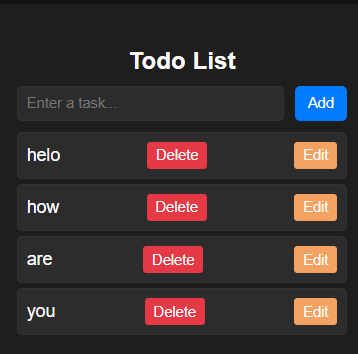 Todo List
Enter a task... Add
helo Delete Edit
how Delete Edit
are Delete Edit
you Delete Edit